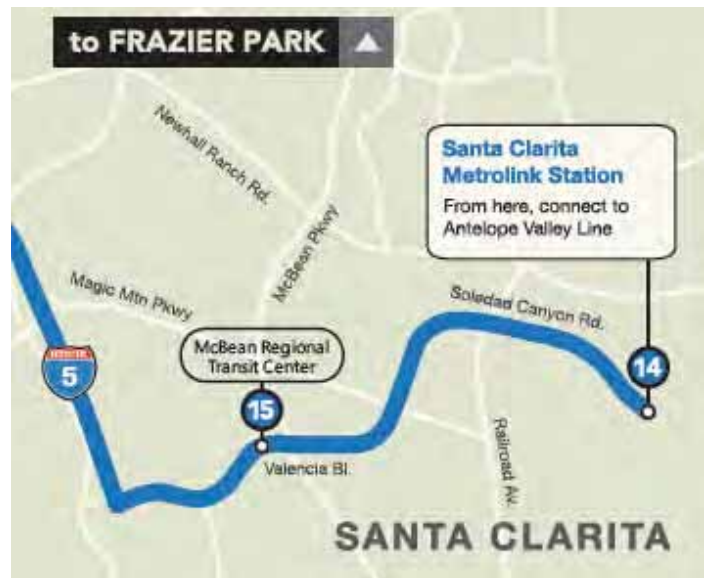 to FRAZIER PARK
Newhall Ranch Rd.
McBean Pkwy
Santa Clarita
Metrolink Station
From here, connect to
Antelope Valley Line
Magic Mtn Pkwy
Soledad Canyon Rd.
McBean Regional
Transit Center
5
14
15
Railroad Av.
Valencia Bl.
SANTA CLARITA